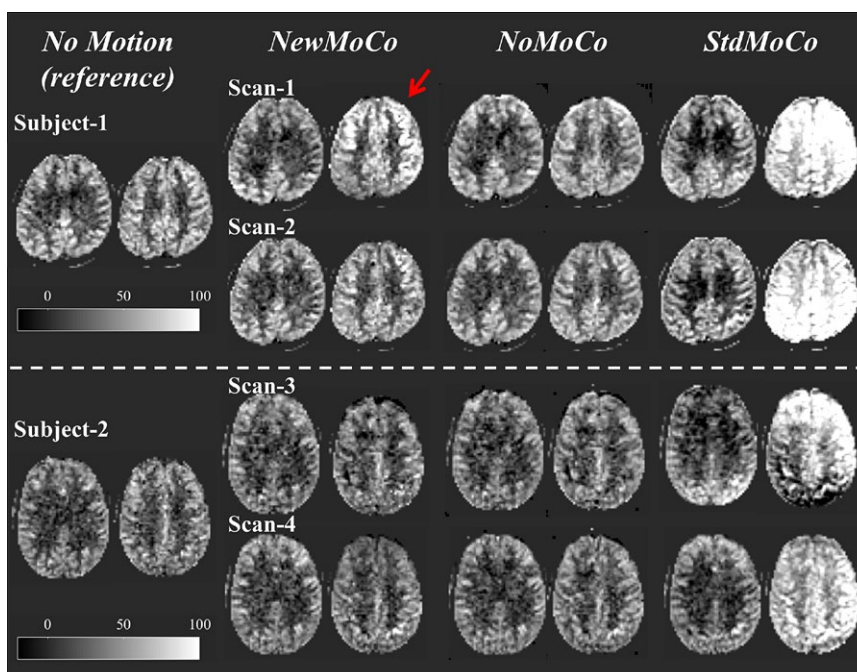 No Motion
(reference)
NewMoCo
NoMoCo
StdMoCo
Scan-1
Subject-1
Scan-2
0 50 100
Scan-3
Subject-2
Scan-4
0 50 100